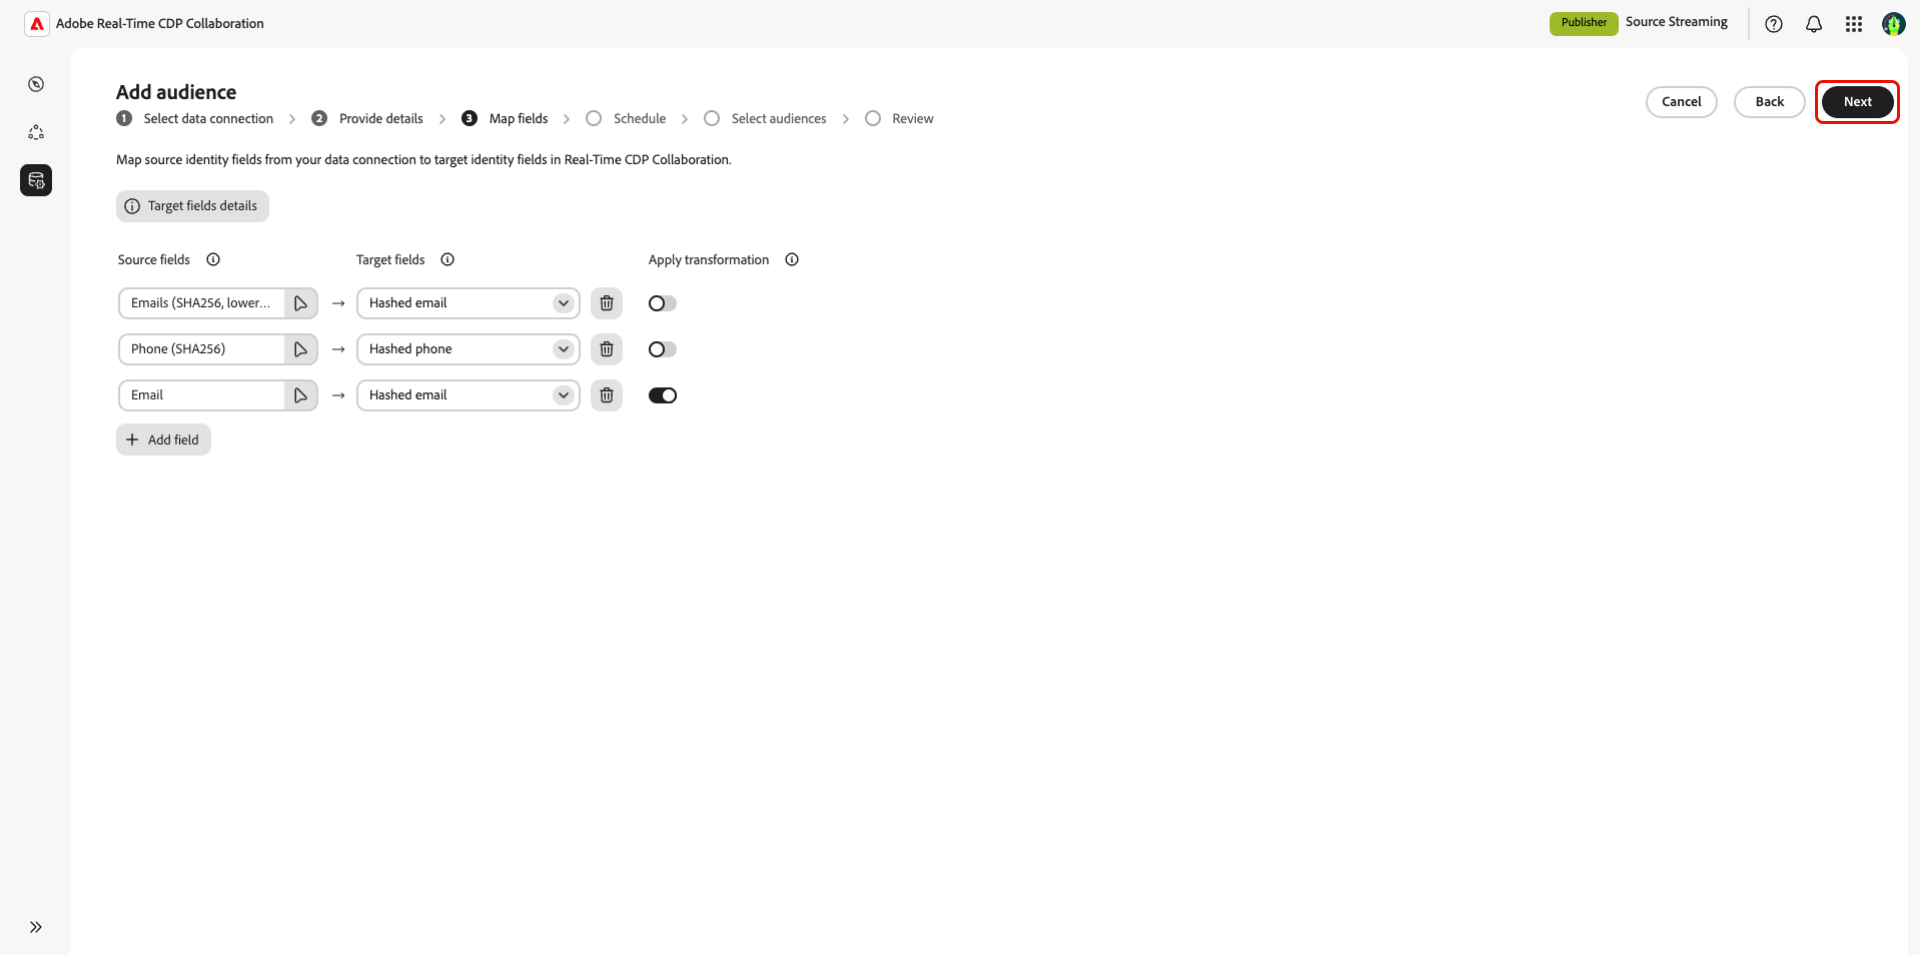 Adobe Real-Time CDP Collaboration
Publisher Source Streaming
Add audience
Cancel Back Next
1 Select data connection 2 Provide details 3 Map fields Schedule Select audiences Review
Map source identity fields from your data connection to target identity fields in Real-Time CDP Collaboration.
Target fields details
Source fields Target fields Apply transformation
Emails (SHA256, lower... → Hashed email
Phone (SHA256) → Hashed phone
Email → Hashed email
+ Add field